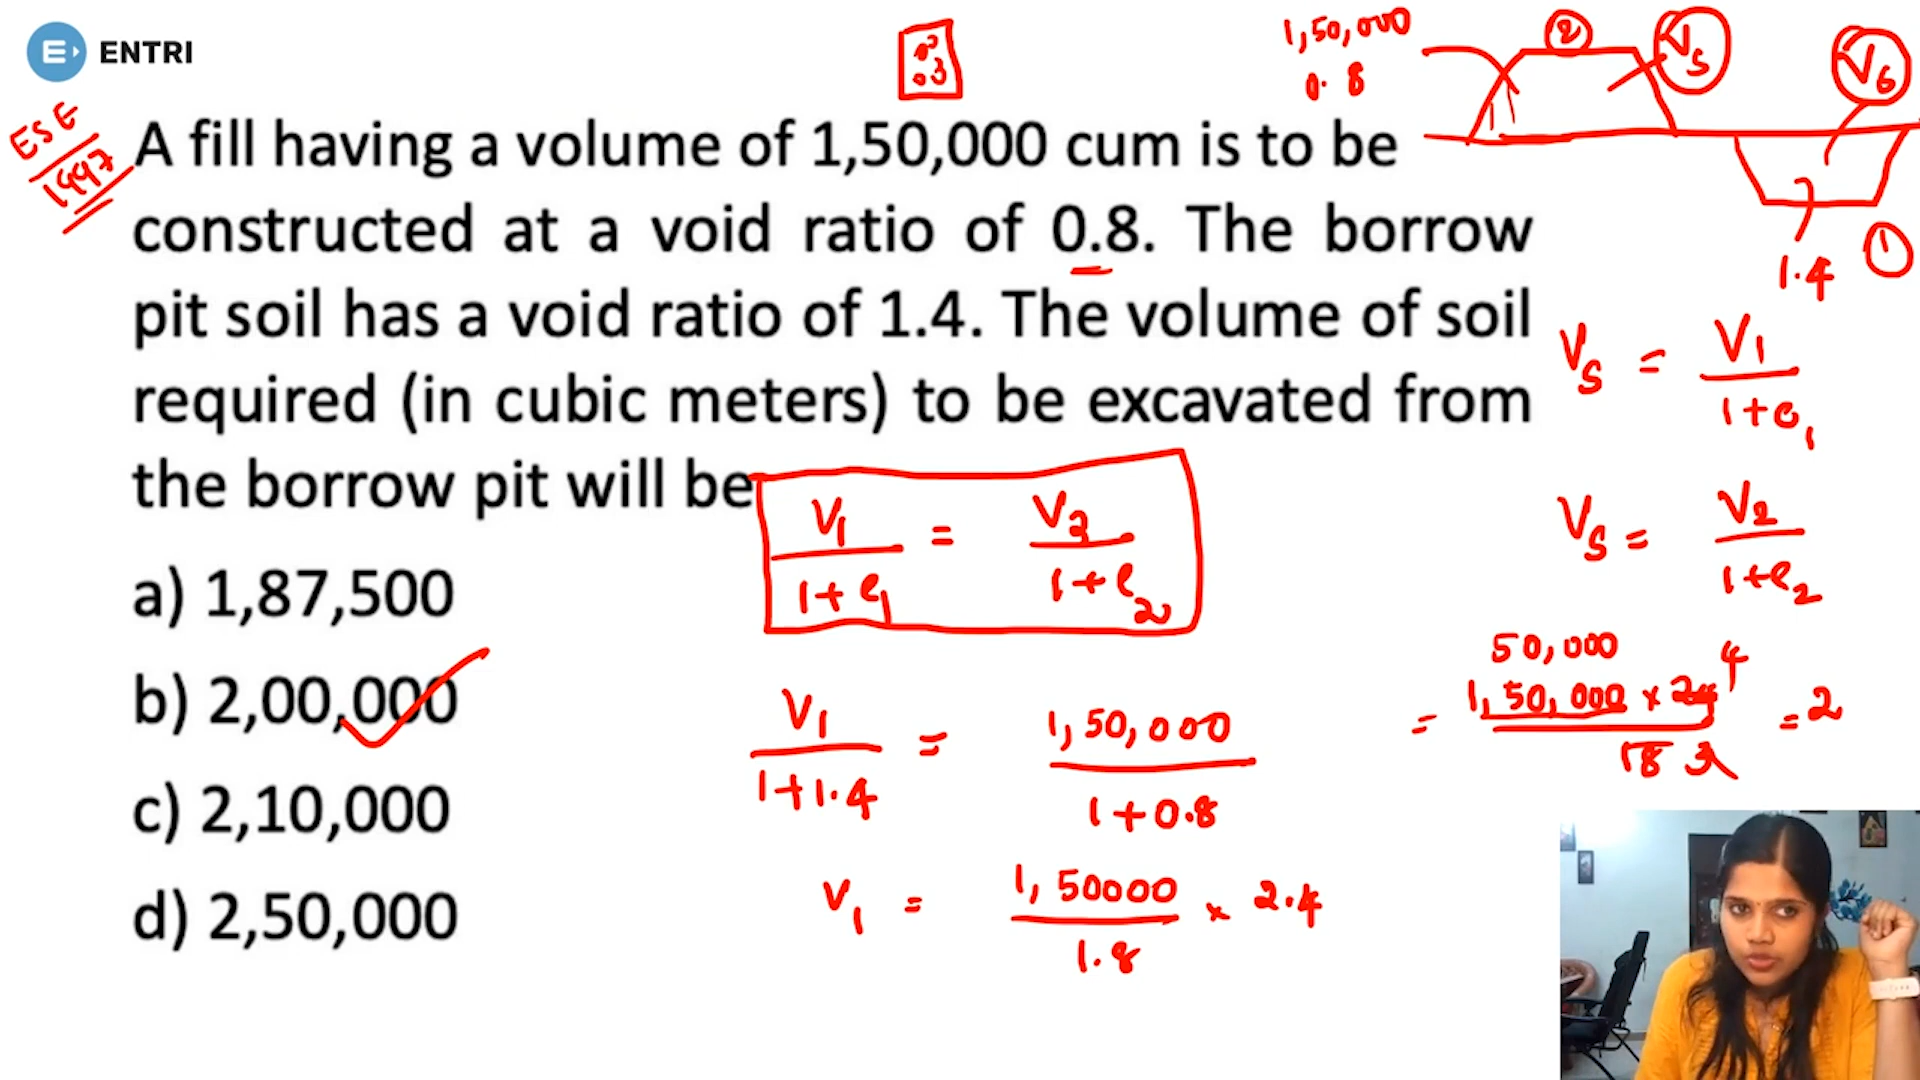 ENTRI
ESE
1997
A fill having a volume of 1,50,000 cum is to be
constructed at a void ratio of 0.8. The borrow
pit soil has a void ratio of 1.4. The volume of soil
required (in cubic meters) to be excavated from
the borrow pit will be
a) 1,87,500
b) 2,00,000
c) 2,10,000
d) 2,50,000
1,50,000
0.8
2
Vs
1.4
1
Vs = V1 / 1+e1
Vs = V2 / 1+e2
V1 / 1+e1 = V2 / 1+e2
V1 / 1+1.4 = 1,50,000 / 1+0.8
V1 = 1,50000 / 1.8 × 2.4
50,000 4
= 1,50,000 × 24 / 18 3 = 2